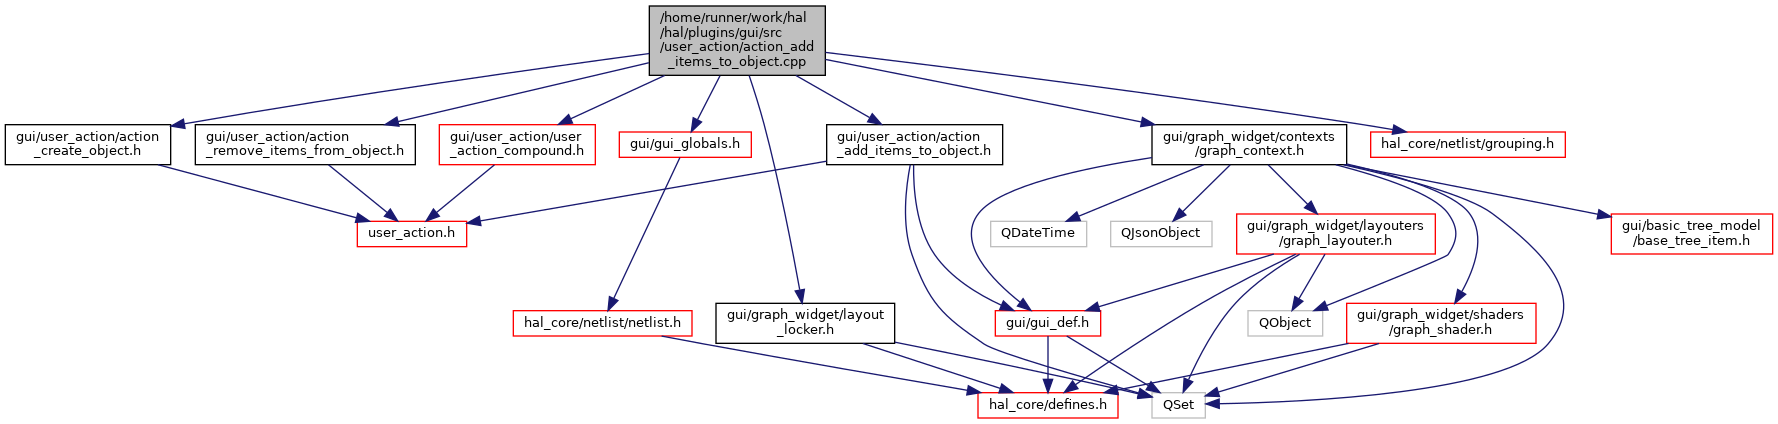 /home/runner/work/hal
/hal/plugins/gui/src
/user_action/action_add
_items_to_object.cpp
gui/user_action/action
_create_object.h
gui/user_action/action
_remove_items_from_object.h
gui/user_action/user
_action_compound.h
gui/gui_globals.h
gui/user_action/action
_add_items_to_object.h
gui/graph_widget/contexts
/graph_context.h
hal_core/netlist/grouping.h
user_action.h
QDateTime
QJsonObject
gui/graph_widget/layouters
/graph_layouter.h
gui/basic_tree_model
/base_tree_item.h
hal_core/netlist/netlist.h
gui/graph_widget/layout
_locker.h
gui/gui_def.h
QObject
gui/graph_widget/shaders
/graph_shader.h
hal_core/defines.h
QSet